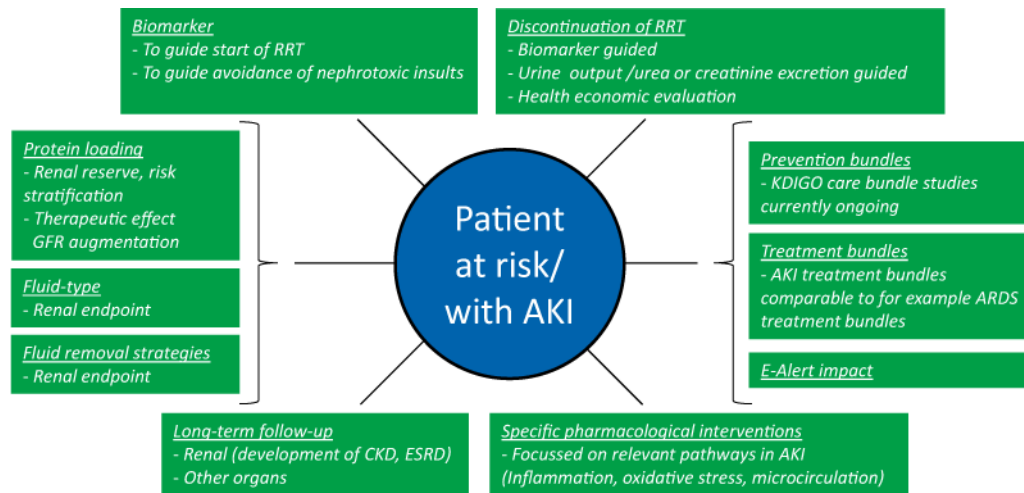 Biomarker
- To guide start of RRT
- To guide avoidance of nephrotoxic insults
Discontinuation of RRT
- Biomarker guided
- Urine output /urea or creatinine excretion guided
- Health economic evaluation
Protein loading
- Renal reserve, risk
stratification
- Therapeutic effect
GFR augmentation
Fluid-type
- Renal endpoint
Fluid removal strategies
- Renal endpoint
Patient
at risk/
with AKI
Prevention bundles
- KDIGO care bundle studies
currently ongoing
Treatment bundles
- AKI treatment bundles
comparable to for example ARDS
treatment bundles
E-Alert impact
Long-term follow-up
- Renal (development of CKD, ESRD)
- Other organs
Specific pharmacological interventions
- Focussed on relevant pathways in AKI
(Inflammation, oxidative stress, microcirculation)